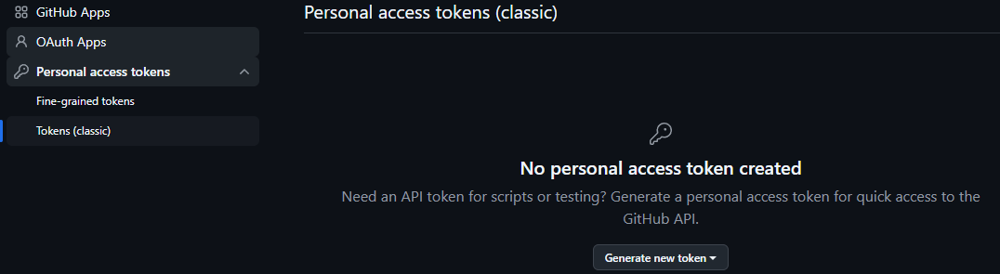 GitHub Apps
OAuth Apps
Personal access tokens
Fine-grained tokens
Tokens (classic)
Personal access tokens (classic)
No personal access token created
Need an API token for scripts or testing? Generate a personal access token for quick access to the
GitHub API.
Generate new token